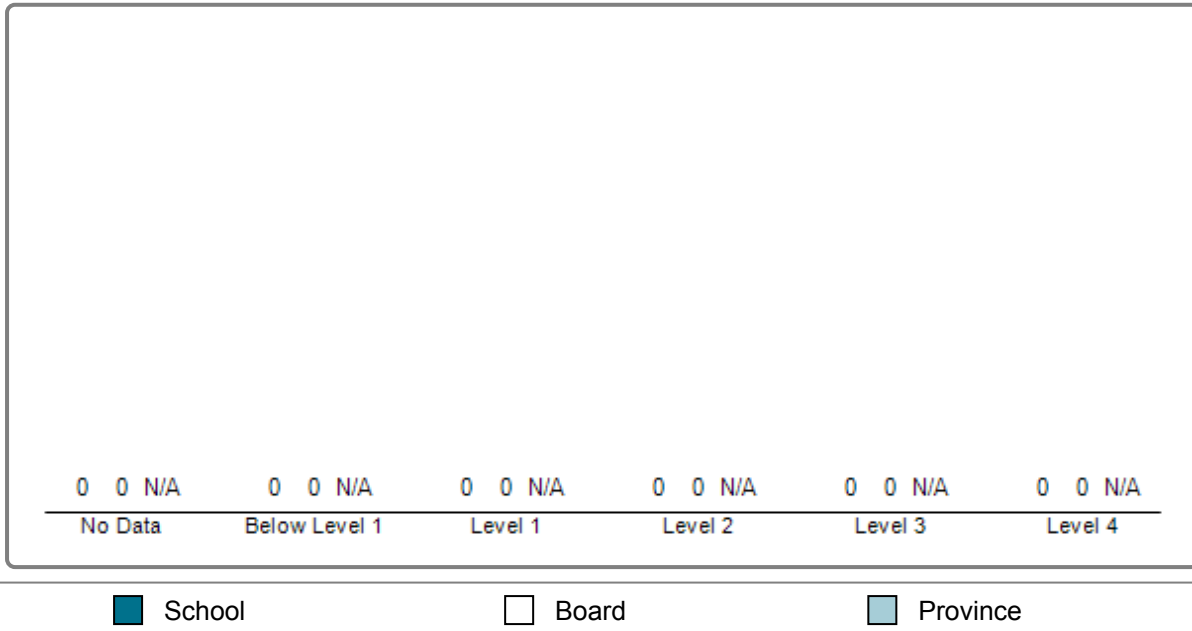 0 0 N/A 0 0 N/A 0 0 N/A 0 0 N/A 0 0 N/A 0 0 N/A
No Data Below Level 1 Level 1 Level 2 Level 3 Level 4
School Board Province